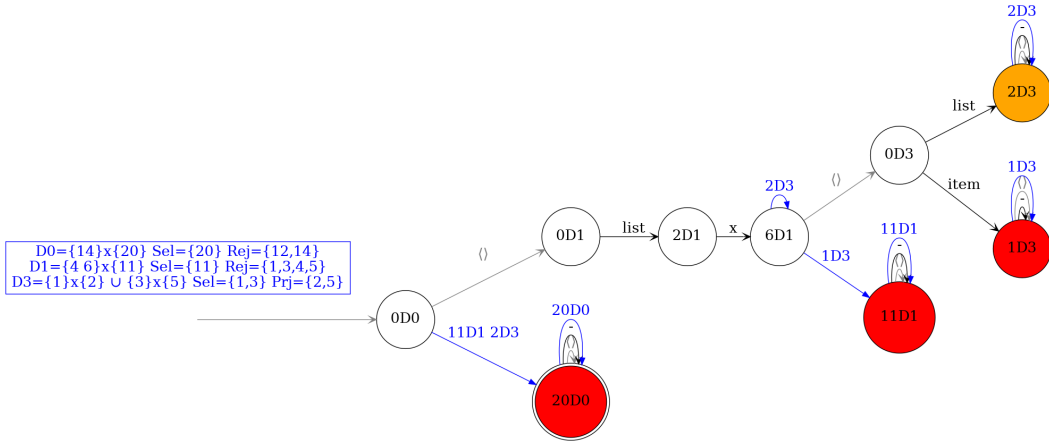 D0={14}x{20} Sel={20} Rej={12,14}
D1={4 6}x{11} Sel={11} Rej={1,3,4,5}
D3={1}x{2} ∪ {3}x{5} Sel={1,3} Prj={2,5}
0D0
⟨⟩
11D1 2D3
20D0
-
⟨⟩
20D0
0D1
list
2D1
x
2D3
6D1
⟨⟩
1D3
11D1
-
⟨⟩
11D1
0D3
list
item
2D3
-
⟨⟩
2D3
1D3
⟨⟩
-
1D3